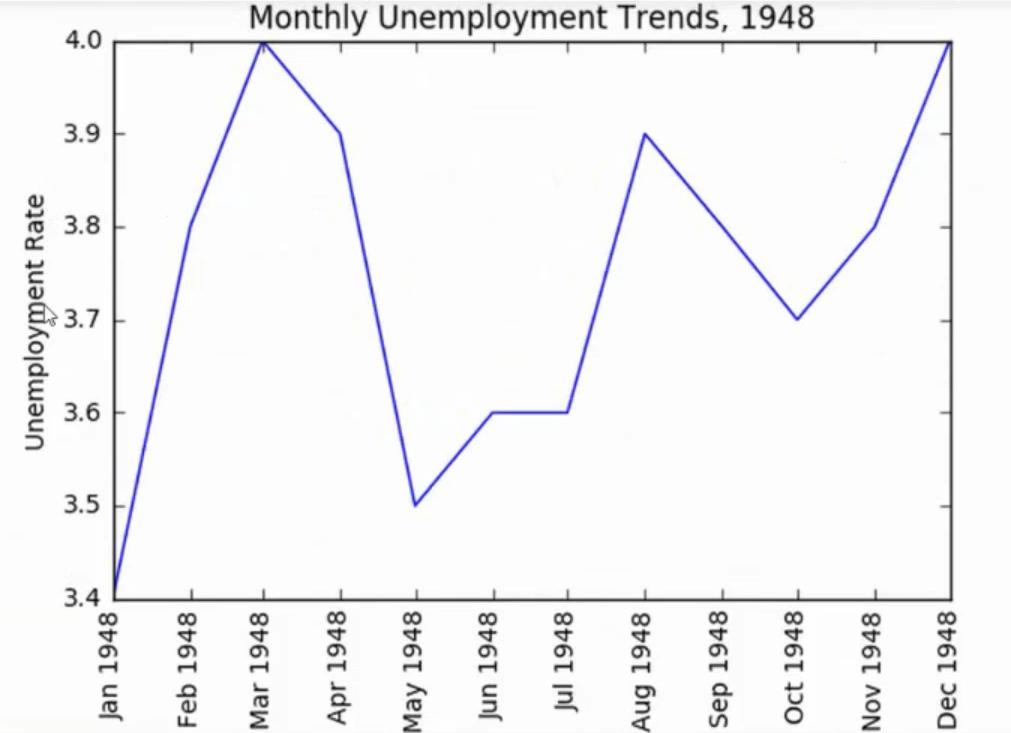 Monthly Unemployment Trends, 1948
Unemployment Rate
4.0
3.9
3.8
3.7
3.6
3.5
3.4
Jan 1948
Feb 1948
Mar 1948
Apr 1948
May 1948
Jun 1948
Jul 1948
Aug 1948
Sep 1948
Oct 1948
Nov 1948
Dec 1948